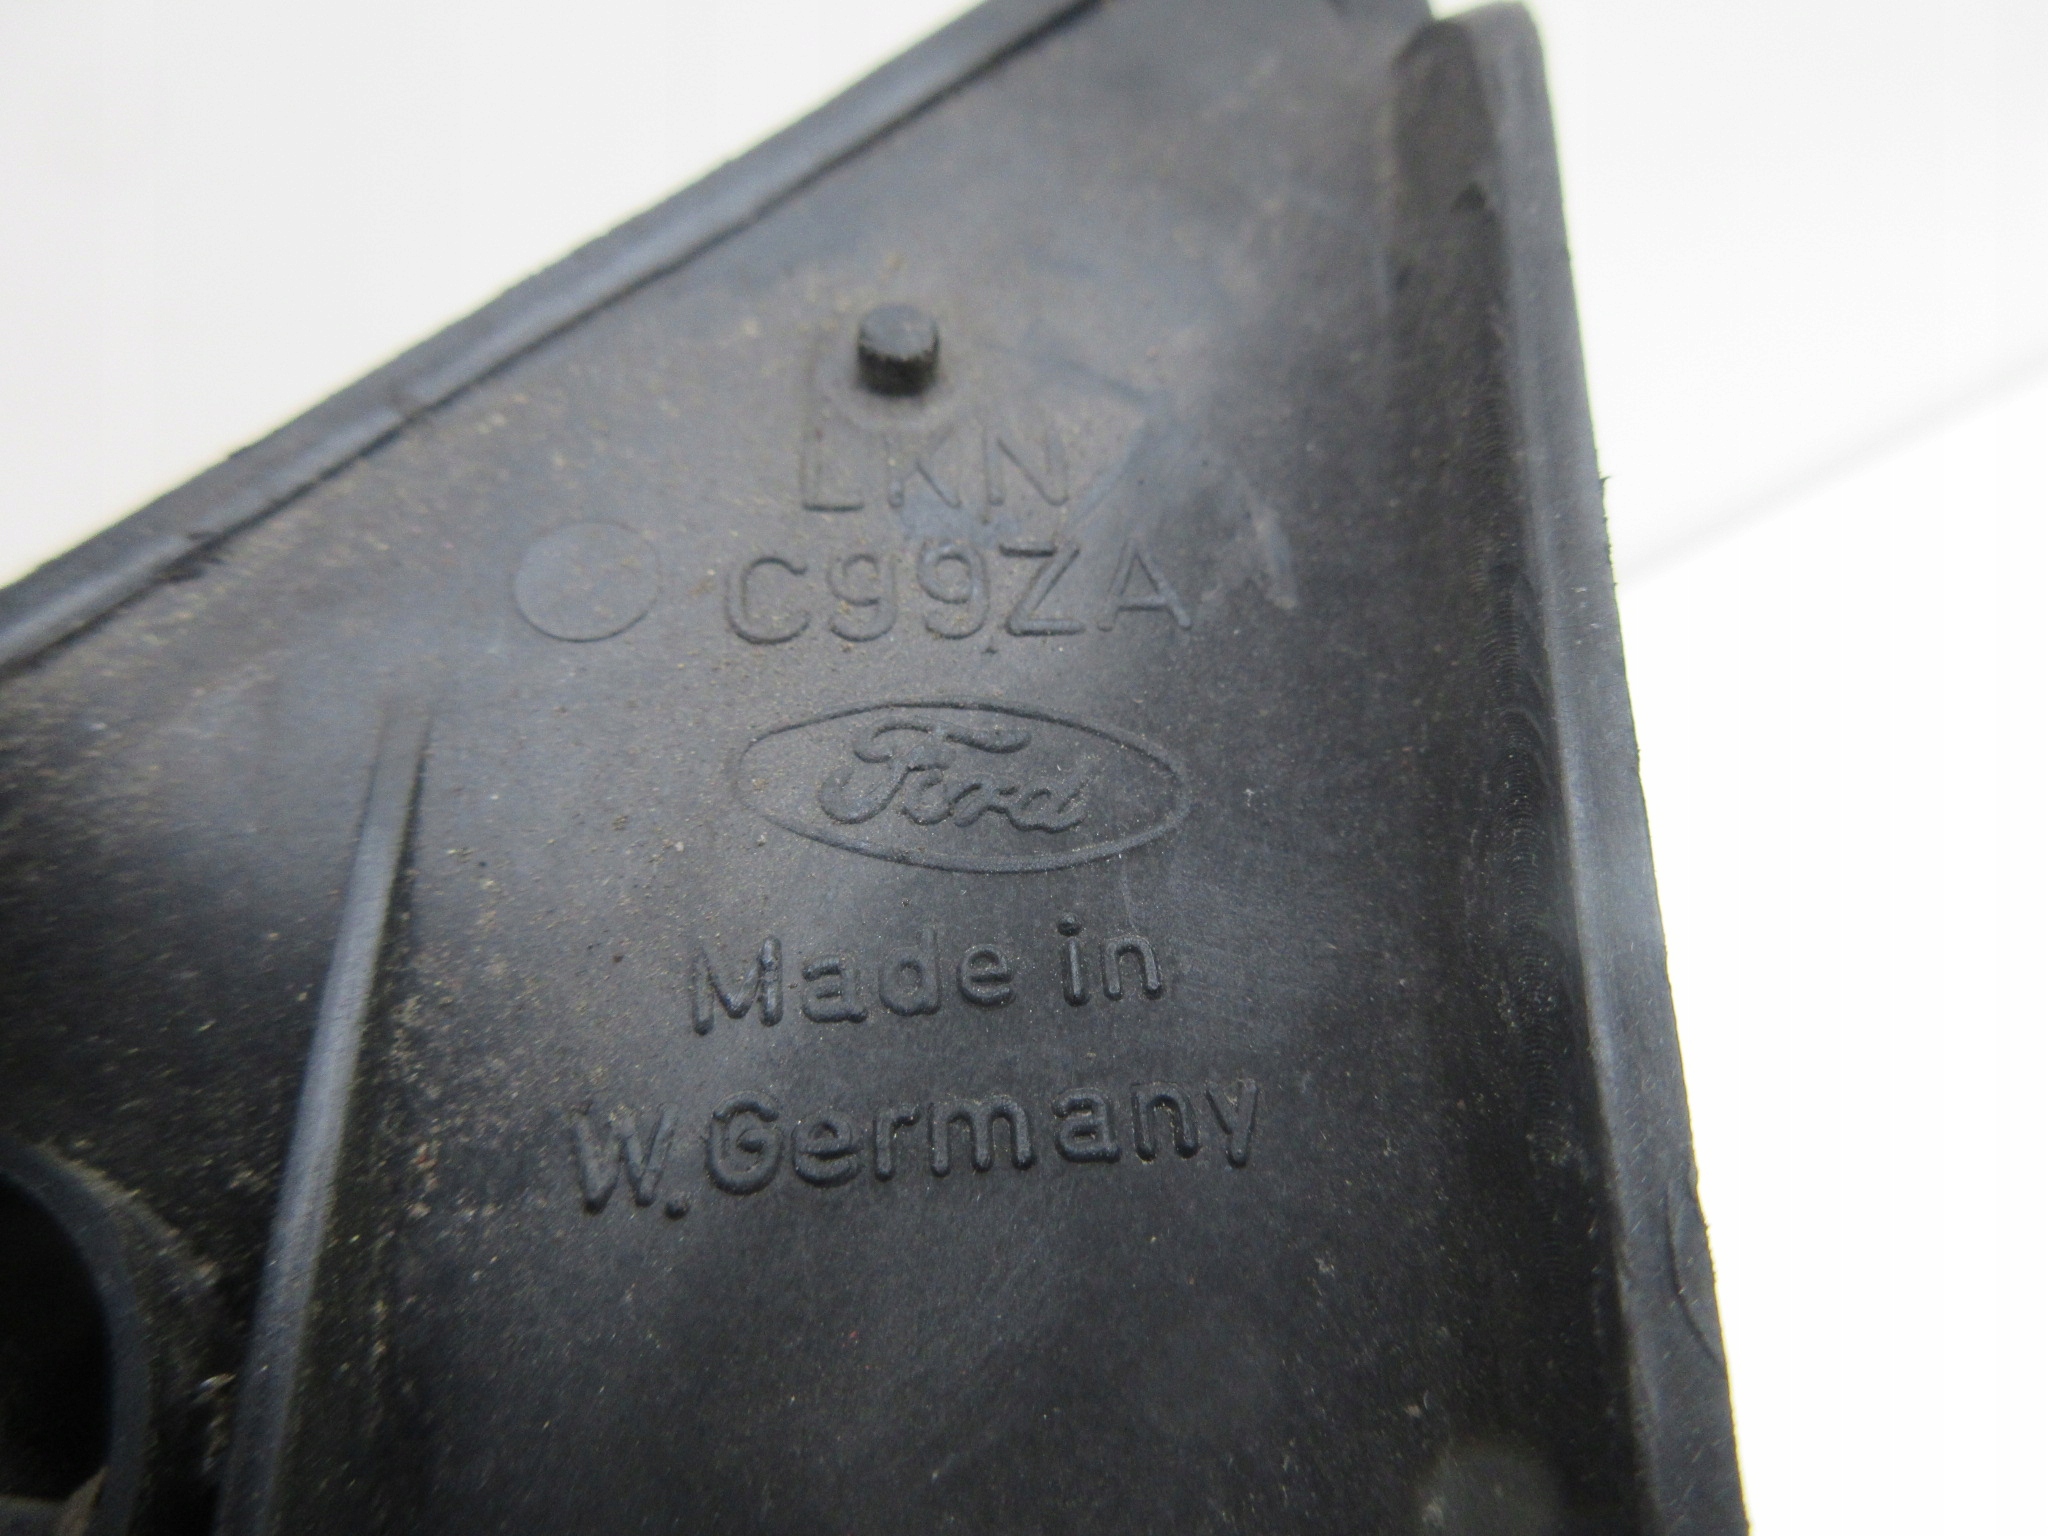 LKN
C99ZA
Ford
Made in
W. Germany